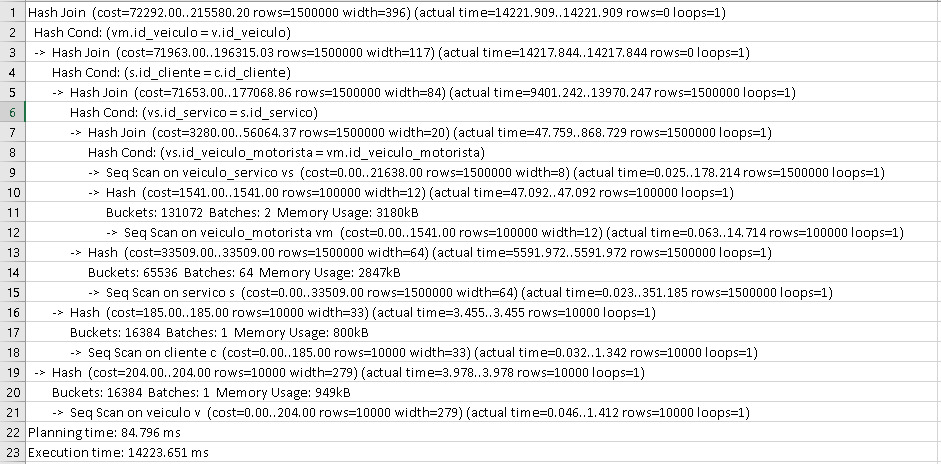 1 Hash Join (cost=72292.00..215580.20 rows=1500000 width=396) (actual time=14221.909..14221.909 rows=0 loops=1)
2 Hash Cond: (vm.id_veiculo = v.id_veiculo)
3 -> Hash Join (cost=71963.00..196315.03 rows=1500000 width=117) (actual time=14217.844..14217.844 rows=0 loops=1)
4 Hash Cond: (s.id_cliente = c.id_cliente)
5 -> Hash Join (cost=71653.00..177068.86 rows=1500000 width=84) (actual time=9401.242..13970.247 rows=1500000 loops=1)
6 Hash Cond: (vs.id_servico = s.id_servico)
7 -> Hash Join (cost=3280.00..56064.37 rows=1500000 width=20) (actual time=47.759..868.729 rows=1500000 loops=1)
8 Hash Cond: (vs.id_veiculo_motorista = vm.id_veiculo_motorista)
9 -> Seq Scan on veiculo_servico vs (cost=0.00..21638.00 rows=1500000 width=8) (actual time=0.025..178.214 rows=1500000 loops=1)
10 -> Hash (cost=1541.00..1541.00 rows=100000 width=12) (actual time=47.092..47.092 rows=100000 loops=1)
11 Buckets: 131072 Batches: 2 Memory Usage: 3180kB
12 -> Seq Scan on veiculo_motorista vm (cost=0.00..1541.00 rows=100000 width=12) (actual time=0.063..14.714 rows=100000 loops=1)
13 -> Hash (cost=33509.00..33509.00 rows=1500000 width=64) (actual time=5591.972..5591.972 rows=1500000 loops=1)
14 Buckets: 65536 Batches: 64 Memory Usage: 2847kB
15 -> Seq Scan on servico s (cost=0.00..33509.00 rows=1500000 width=64) (actual time=0.023..351.185 rows=1500000 loops=1)
16 -> Hash (cost=185.00..185.00 rows=10000 width=33) (actual time=3.455..3.455 rows=10000 loops=1)
17 Buckets: 16384 Batches: 1 Memory Usage: 800kB
18 -> Seq Scan on cliente c (cost=0.00..185.00 rows=10000 width=33) (actual time=0.032..1.342 rows=10000 loops=1)
19 -> Hash (cost=204.00..204.00 rows=10000 width=279) (actual time=3.978..3.978 rows=10000 loops=1)
20 Buckets: 16384 Batches: 1 Memory Usage: 949kB
21 -> Seq Scan on veiculo v (cost=0.00..204.00 rows=10000 width=279) (actual time=0.046..1.412 rows=10000 loops=1)
22 Planning time: 84.796 ms
23 Execution time: 14223.651 ms